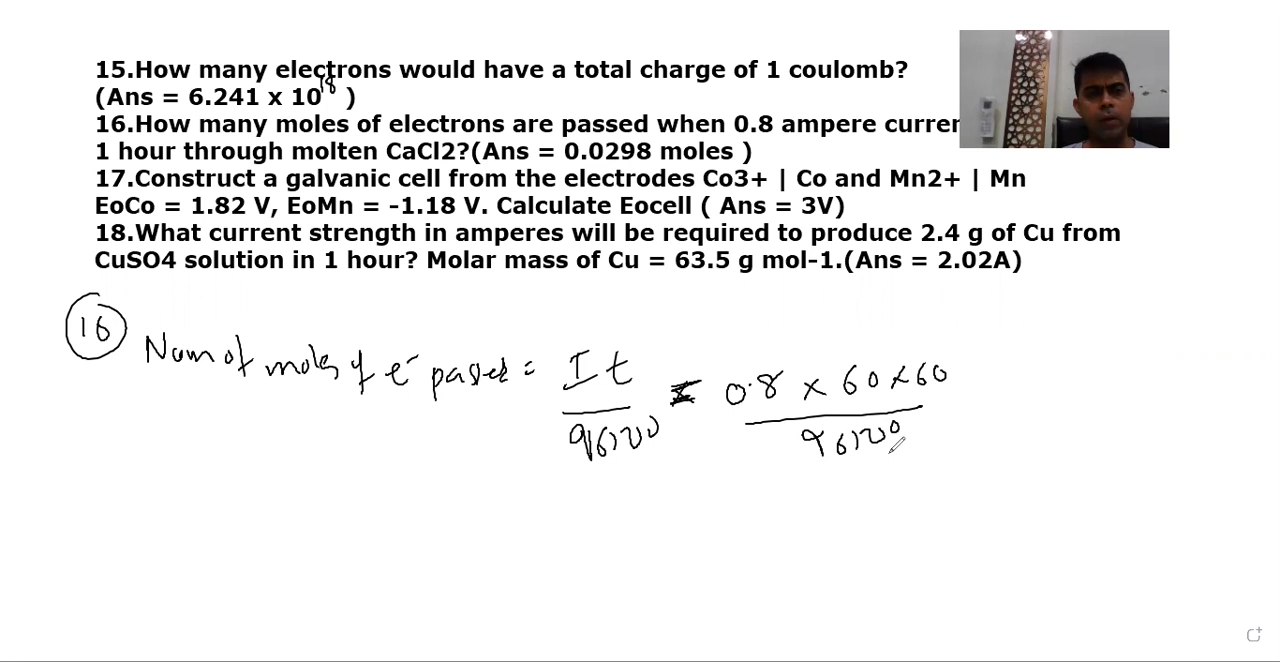 15.How many electrons would have a total charge of 1 coulomb?
(Ans = 6.241 x 10 18 )
16.How many moles of electrons are passed when 0.8 ampere currer
1 hour through molten CaCl2?(Ans = 0.0298 moles )
17.Construct a galvanic cell from the electrodes Co3+ | Co and Mn2+ | Mn
EoCo = 1.82 V, EoMn = -1.18 V. Calculate Eocell ( Ans = 3V)
18.What current strength in amperes will be required to produce 2.4 g of Cu from
CuSO4 solution in 1 hour? Molar mass of Cu = 63.5 g mol-1.(Ans = 2.02A)
16 Num of moles of e- passed = It / 96500 = 0.8 x 60 x 60 / 96500